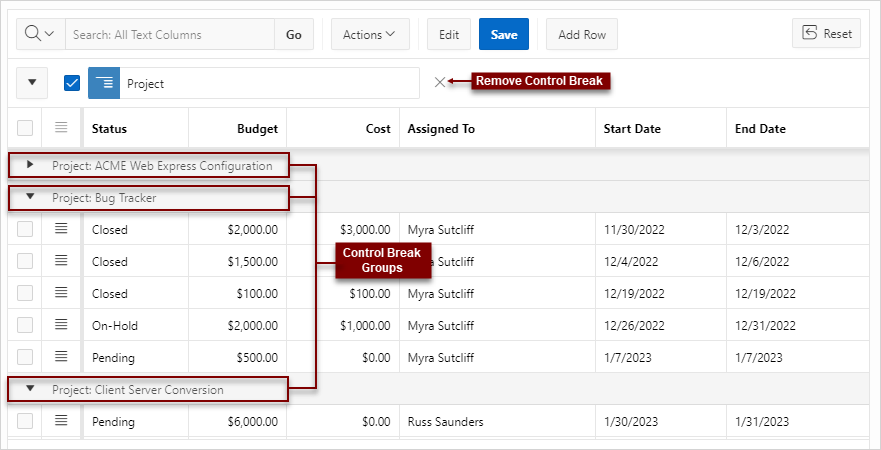 Search: All Text Columns Go Actions Edit Save Add Row Reset
Project Remove Control Break
Status Budget Cost Assigned To Start Date End Date
Project: ACME Web Express Configuration
Project: Bug Tracker
Closed $2,000.00 $3,000.00 Myra Sutcliff 11/30/2022 12/3/2022
Control Break
Groups
Closed $1,500.00 Myra Sutcliff 12/4/2022 12/6/2022
Closed $100.00 $100.00 Myra Sutcliff 12/19/2022 12/19/2022
On-Hold $2,000.00 $1,000.00 Myra Sutcliff 12/26/2022 12/31/2022
Pending $500.00 $0.00 Myra Sutcliff 1/7/2023 1/7/2023
Project: Client Server Conversion
Pending $6,000.00 $0.00 Russ Saunders 1/30/2023 1/31/2023